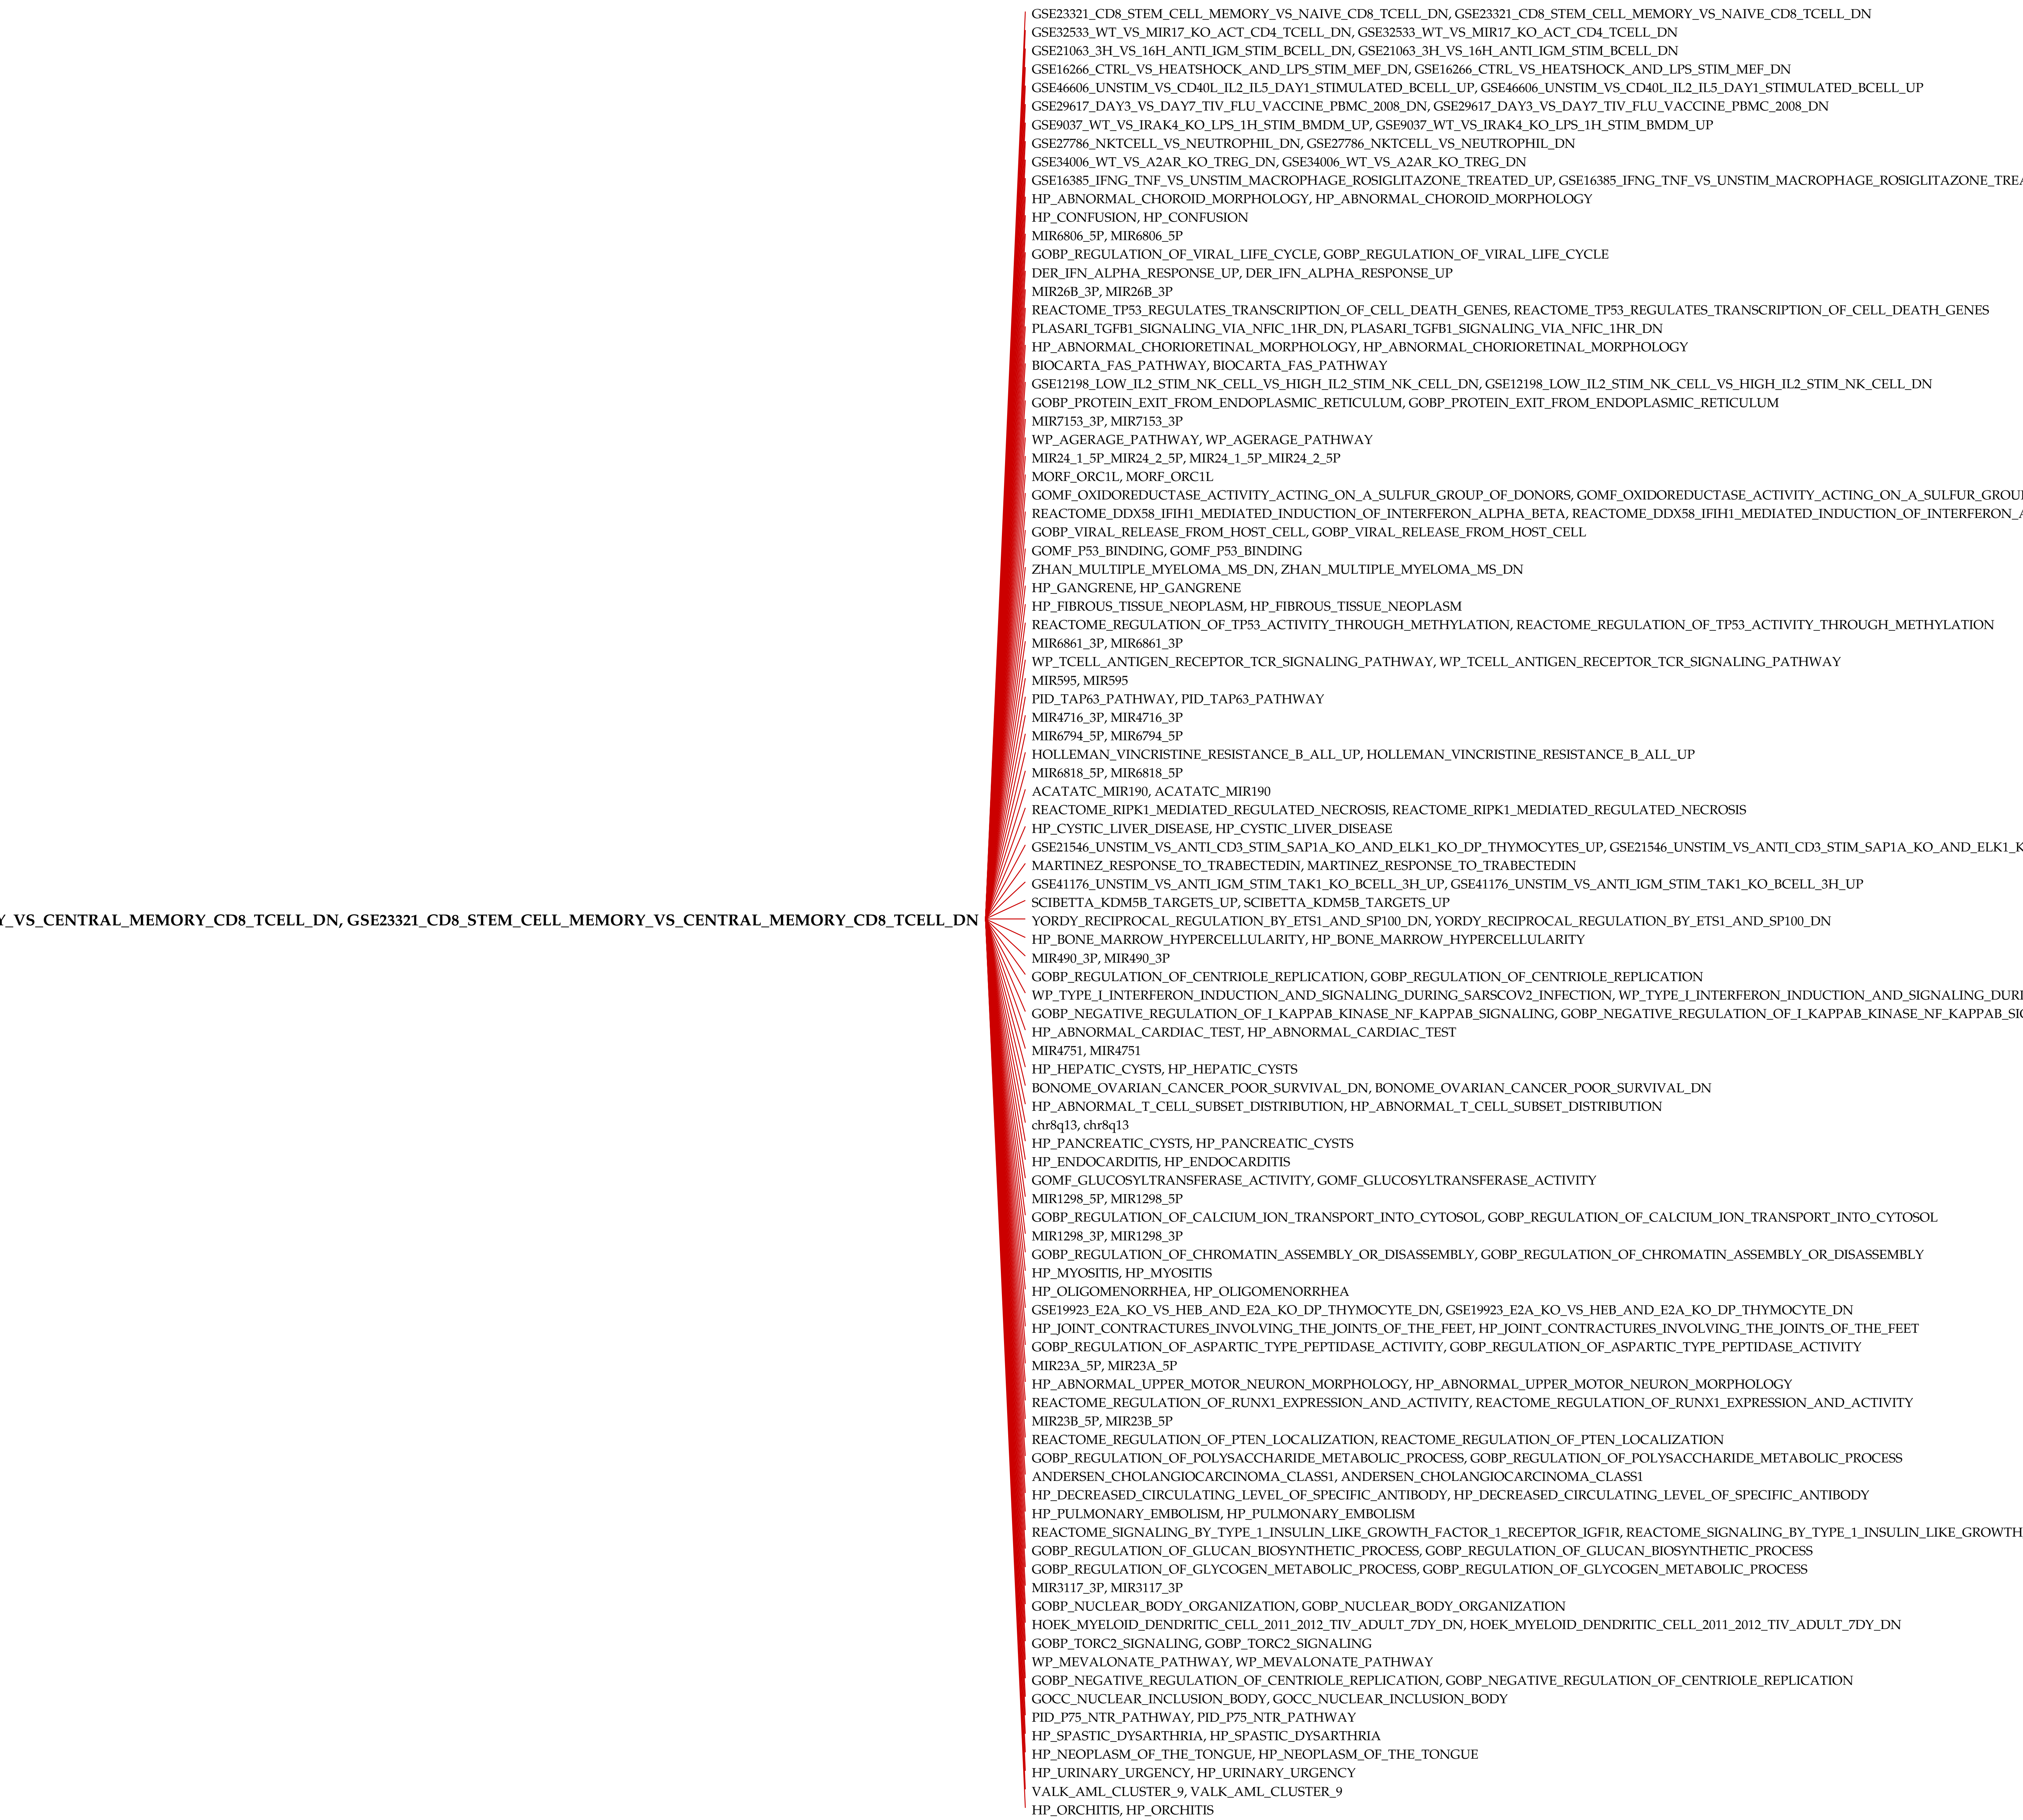 GSE23321_CD8_STEM_CELL_MEMORY_VS_NAIVE_CD8_TCELL_DN, GSE23321_CD8_STEM_CELL_MEMORY_VS_NAIVE_CD8_TCELL_DN
GSE32533_WT_VS_MIR17_KO_ACT_CD4_TCELL_DN, GSE32533_WT_VS_MIR17_KO_ACT_CD4_TCELL_DN
GSE21063_3H_VS_16H_ANTI_IGM_STIM_BCELL_DN, GSE21063_3H_VS_16H_ANTI_IGM_STIM_BCELL_DN
GSE16266_CTRL_VS_HEATSHOCK_AND_LPS_STIM_MEF_DN, GSE16266_CTRL_VS_HEATSHOCK_AND_LPS_STIM_MEF_DN
GSE46606_UNSTIM_VS_CD40L_IL2_IL5_DAY1_STIMULATED_BCELL_UP, GSE46606_UNSTIM_VS_CD40L_IL2_IL5_DAY1_STIMULATED_BCELL_UP
GSE29617_DAY3_VS_DAY7_TIV_FLU_VACCINE_PBMC_2008_DN, GSE29617_DAY3_VS_DAY7_TIV_FLU_VACCINE_PBMC_2008_DN
GSE9037_WT_VS_IRAK4_KO_LPS_1H_STIM_BMDM_UP, GSE9037_WT_VS_IRAK4_KO_LPS_1H_STIM_BMDM_UP
GSE27786_NKTCELL_VS_NEUTROPHIL_DN, GSE27786_NKTCELL_VS_NEUTROPHIL_DN
GSE34006_WT_VS_A2AR_KO_TREG_DN, GSE34006_WT_VS_A2AR_KO_TREG_DN
GSE16385_IFNG_TNF_VS_UNSTIM_MACROPHAGE_ROSIGLITAZONE_TREATED_UP, GSE16385_IFNG_TNF_VS_UNSTIM_MACROPHAGE_ROSIGLITAZONE_TREA
HP_ABNORMAL_CHOROID_MORPHOLOGY, HP_ABNORMAL_CHOROID_MORPHOLOGY
HP_CONFUSION, HP_CONFUSION
MIR6806_5P, MIR6806_5P
GOBP_REGULATION_OF_VIRAL_LIFE_CYCLE, GOBP_REGULATION_OF_VIRAL_LIFE_CYCLE
DER_IFN_ALPHA_RESPONSE_UP, DER_IFN_ALPHA_RESPONSE_UP
MIR26B_3P, MIR26B_3P
REACTOME_TP53_REGULATES_TRANSCRIPTION_OF_CELL_DEATH_GENES, REACTOME_TP53_REGULATES_TRANSCRIPTION_OF_CELL_DEATH_GENES
PLASARI_TGFB1_SIGNALING_VIA_NFIC_1HR_DN, PLASARI_TGFB1_SIGNALING_VIA_NFIC_1HR_DN
HP_ABNORMAL_CHORIORETINAL_MORPHOLOGY, HP_ABNORMAL_CHORIORETINAL_MORPHOLOGY
BIOCARTA_FAS_PATHWAY, BIOCARTA_FAS_PATHWAY
GSE12198_LOW_IL2_STIM_NK_CELL_VS_HIGH_IL2_STIM_NK_CELL_DN, GSE12198_LOW_IL2_STIM_NK_CELL_VS_HIGH_IL2_STIM_NK_CELL_DN
GOBP_PROTEIN_EXIT_FROM_ENDOPLASMIC_RETICULUM, GOBP_PROTEIN_EXIT_FROM_ENDOPLASMIC_RETICULUM
MIR7153_3P, MIR7153_3P
WP_AGERAGE_PATHWAY, WP_AGERAGE_PATHWAY
MIR24_1_5P_MIR24_2_5P, MIR24_1_5P_MIR24_2_5P
MORF_ORC1L, MORF_ORC1L
GOMF_OXIDOREDUCTASE_ACTIVITY_ACTING_ON_A_SULFUR_GROUP_OF_DONORS, GOMF_OXIDOREDUCTASE_ACTIVITY_ACTING_ON_A_SULFUR_GROU
REACTOME_DDX58_IFIH1_MEDIATED_INDUCTION_OF_INTERFERON_ALPHA_BETA, REACTOME_DDX58_IFIH1_MEDIATED_INDUCTION_OF_INTERFERON_A
GOBP_VIRAL_RELEASE_FROM_HOST_CELL, GOBP_VIRAL_RELEASE_FROM_HOST_CELL
GOMF_P53_BINDING, GOMF_P53_BINDING
ZHAN_MULTIPLE_MYELOMA_MS_DN, ZHAN_MULTIPLE_MYELOMA_MS_DN
HP_GANGRENE, HP_GANGRENE
HP_FIBROUS_TISSUE_NEOPLASM, HP_FIBROUS_TISSUE_NEOPLASM
REACTOME_REGULATION_OF_TP53_ACTIVITY_THROUGH_METHYLATION, REACTOME_REGULATION_OF_TP53_ACTIVITY_THROUGH_METHYLATION
MIR6861_3P, MIR6861_3P
WP_TCELL_ANTIGEN_RECEPTOR_TCR_SIGNALING_PATHWAY, WP_TCELL_ANTIGEN_RECEPTOR_TCR_SIGNALING_PATHWAY
MIR595, MIR595
PID_TAP63_PATHWAY, PID_TAP63_PATHWAY
MIR4716_3P, MIR4716_3P
MIR6794_5P, MIR6794_5P
HOLLEMAN_VINCRISTINE_RESISTANCE_B_ALL_UP, HOLLEMAN_VINCRISTINE_RESISTANCE_B_ALL_UP
MIR6818_5P, MIR6818_5P
ACATATC_MIR190, ACATATC_MIR190
REACTOME_RIPK1_MEDIATED_REGULATED_NECROSIS, REACTOME_RIPK1_MEDIATED_REGULATED_NECROSIS
HP_CYSTIC_LIVER_DISEASE, HP_CYSTIC_LIVER_DISEASE
GSE21546_UNSTIM_VS_ANTI_CD3_STIM_SAP1A_KO_AND_ELK1_KO_DP_THYMOCYTES_UP, GSE21546_UNSTIM_VS_ANTI_CD3_STIM_SAP1A_KO_AND_ELK1_K
MARTINEZ_RESPONSE_TO_TRABECTEDIN, MARTINEZ_RESPONSE_TO_TRABECTEDIN
GSE41176_UNSTIM_VS_ANTI_IGM_STIM_TAK1_KO_BCELL_3H_UP, GSE41176_UNSTIM_VS_ANTI_IGM_STIM_TAK1_KO_BCELL_3H_UP
SCIBETTA_KDM5B_TARGETS_UP, SCIBETTA_KDM5B_TARGETS_UP
Y_VS_CENTRAL_MEMORY_CD8_TCELL_DN, GSE23321_CD8_STEM_CELL_MEMORY_VS_CENTRAL_MEMORY_CD8_TCELL_DN
YORDY_RECIPROCAL_REGULATION_BY_ETS1_AND_SP100_DN, YORDY_RECIPROCAL_REGULATION_BY_ETS1_AND_SP100_DN
HP_BONE_MARROW_HYPERCELLULARITY, HP_BONE_MARROW_HYPERCELLULARITY
MIR490_3P, MIR490_3P
GOBP_REGULATION_OF_CENTRIOLE_REPLICATION, GOBP_REGULATION_OF_CENTRIOLE_REPLICATION
WP_TYPE_I_INTERFERON_INDUCTION_AND_SIGNALING_DURING_SARSCOV2_INFECTION, WP_TYPE_I_INTERFERON_INDUCTION_AND_SIGNALING_DURI
GOBP_NEGATIVE_REGULATION_OF_I_KAPPAB_KINASE_NF_KAPPAB_SIGNALING, GOBP_NEGATIVE_REGULATION_OF_I_KAPPAB_KINASE_NF_KAPPAB_SIG
HP_ABNORMAL_CARDIAC_TEST, HP_ABNORMAL_CARDIAC_TEST
MIR4751, MIR4751
HP_HEPATIC_CYSTS, HP_HEPATIC_CYSTS
BONOME_OVARIAN_CANCER_POOR_SURVIVAL_DN, BONOME_OVARIAN_CANCER_POOR_SURVIVAL_DN
HP_ABNORMAL_T_CELL_SUBSET_DISTRIBUTION, HP_ABNORMAL_T_CELL_SUBSET_DISTRIBUTION
chr8q13, chr8q13
HP_PANCREATIC_CYSTS, HP_PANCREATIC_CYSTS
HP_ENDOCARDITIS, HP_ENDOCARDITIS
GOMF_GLUCOSYLTRANSFERASE_ACTIVITY, GOMF_GLUCOSYLTRANSFERASE_ACTIVITY
MIR1298_5P, MIR1298_5P
GOBP_REGULATION_OF_CALCIUM_ION_TRANSPORT_INTO_CYTOSOL, GOBP_REGULATION_OF_CALCIUM_ION_TRANSPORT_INTO_CYTOSOL
MIR1298_3P, MIR1298_3P
GOBP_REGULATION_OF_CHROMATIN_ASSEMBLY_OR_DISASSEMBLY, GOBP_REGULATION_OF_CHROMATIN_ASSEMBLY_OR_DISASSEMBLY
HP_MYOSITIS, HP_MYOSITIS
HP_OLIGOMENORRHEA, HP_OLIGOMENORRHEA
GSE19923_E2A_KO_VS_HEB_AND_E2A_KO_DP_THYMOCYTE_DN, GSE19923_E2A_KO_VS_HEB_AND_E2A_KO_DP_THYMOCYTE_DN
HP_JOINT_CONTRACTURES_INVOLVING_THE_JOINTS_OF_THE_FEET, HP_JOINT_CONTRACTURES_INVOLVING_THE_JOINTS_OF_THE_FEET
GOBP_REGULATION_OF_ASPARTIC_TYPE_PEPTIDASE_ACTIVITY, GOBP_REGULATION_OF_ASPARTIC_TYPE_PEPTIDASE_ACTIVITY
MIR23A_5P, MIR23A_5P
HP_ABNORMAL_UPPER_MOTOR_NEURON_MORPHOLOGY, HP_ABNORMAL_UPPER_MOTOR_NEURON_MORPHOLOGY
REACTOME_REGULATION_OF_RUNX1_EXPRESSION_AND_ACTIVITY, REACTOME_REGULATION_OF_RUNX1_EXPRESSION_AND_ACTIVITY
MIR23B_5P, MIR23B_5P
REACTOME_REGULATION_OF_PTEN_LOCALIZATION, REACTOME_REGULATION_OF_PTEN_LOCALIZATION
GOBP_REGULATION_OF_POLYSACCHARIDE_METABOLIC_PROCESS, GOBP_REGULATION_OF_POLYSACCHARIDE_METABOLIC_PROCESS
ANDERSEN_CHOLANGIOCARCINOMA_CLASS1, ANDERSEN_CHOLANGIOCARCINOMA_CLASS1
HP_DECREASED_CIRCULATING_LEVEL_OF_SPECIFIC_ANTIBODY, HP_DECREASED_CIRCULATING_LEVEL_OF_SPECIFIC_ANTIBODY
HP_PULMONARY_EMBOLISM, HP_PULMONARY_EMBOLISM
REACTOME_SIGNALING_BY_TYPE_1_INSULIN_LIKE_GROWTH_FACTOR_1_RECEPTOR_IGF1R, REACTOME_SIGNALING_BY_TYPE_1_INSULIN_LIKE_GROWTH
GOBP_REGULATION_OF_GLUCAN_BIOSYNTHETIC_PROCESS, GOBP_REGULATION_OF_GLUCAN_BIOSYNTHETIC_PROCESS
GOBP_REGULATION_OF_GLYCOGEN_METABOLIC_PROCESS, GOBP_REGULATION_OF_GLYCOGEN_METABOLIC_PROCESS
MIR3117_3P, MIR3117_3P
GOBP_NUCLEAR_BODY_ORGANIZATION, GOBP_NUCLEAR_BODY_ORGANIZATION
HOEK_MYELOID_DENDRITIC_CELL_2011_2012_TIV_ADULT_7DY_DN, HOEK_MYELOID_DENDRITIC_CELL_2011_2012_TIV_ADULT_7DY_DN
GOBP_TORC2_SIGNALING, GOBP_TORC2_SIGNALING
WP_MEVALONATE_PATHWAY, WP_MEVALONATE_PATHWAY
GOBP_NEGATIVE_REGULATION_OF_CENTRIOLE_REPLICATION, GOBP_NEGATIVE_REGULATION_OF_CENTRIOLE_REPLICATION
GOCC_NUCLEAR_INCLUSION_BODY, GOCC_NUCLEAR_INCLUSION_BODY
PID_P75_NTR_PATHWAY, PID_P75_NTR_PATHWAY
HP_SPASTIC_DYSARTHRIA, HP_SPASTIC_DYSARTHRIA
HP_NEOPLASM_OF_THE_TONGUE, HP_NEOPLASM_OF_THE_TONGUE
HP_URINARY_URGENCY, HP_URINARY_URGENCY
VALK_AML_CLUSTER_9, VALK_AML_CLUSTER_9
HP_ORCHITIS, HP_ORCHITIS